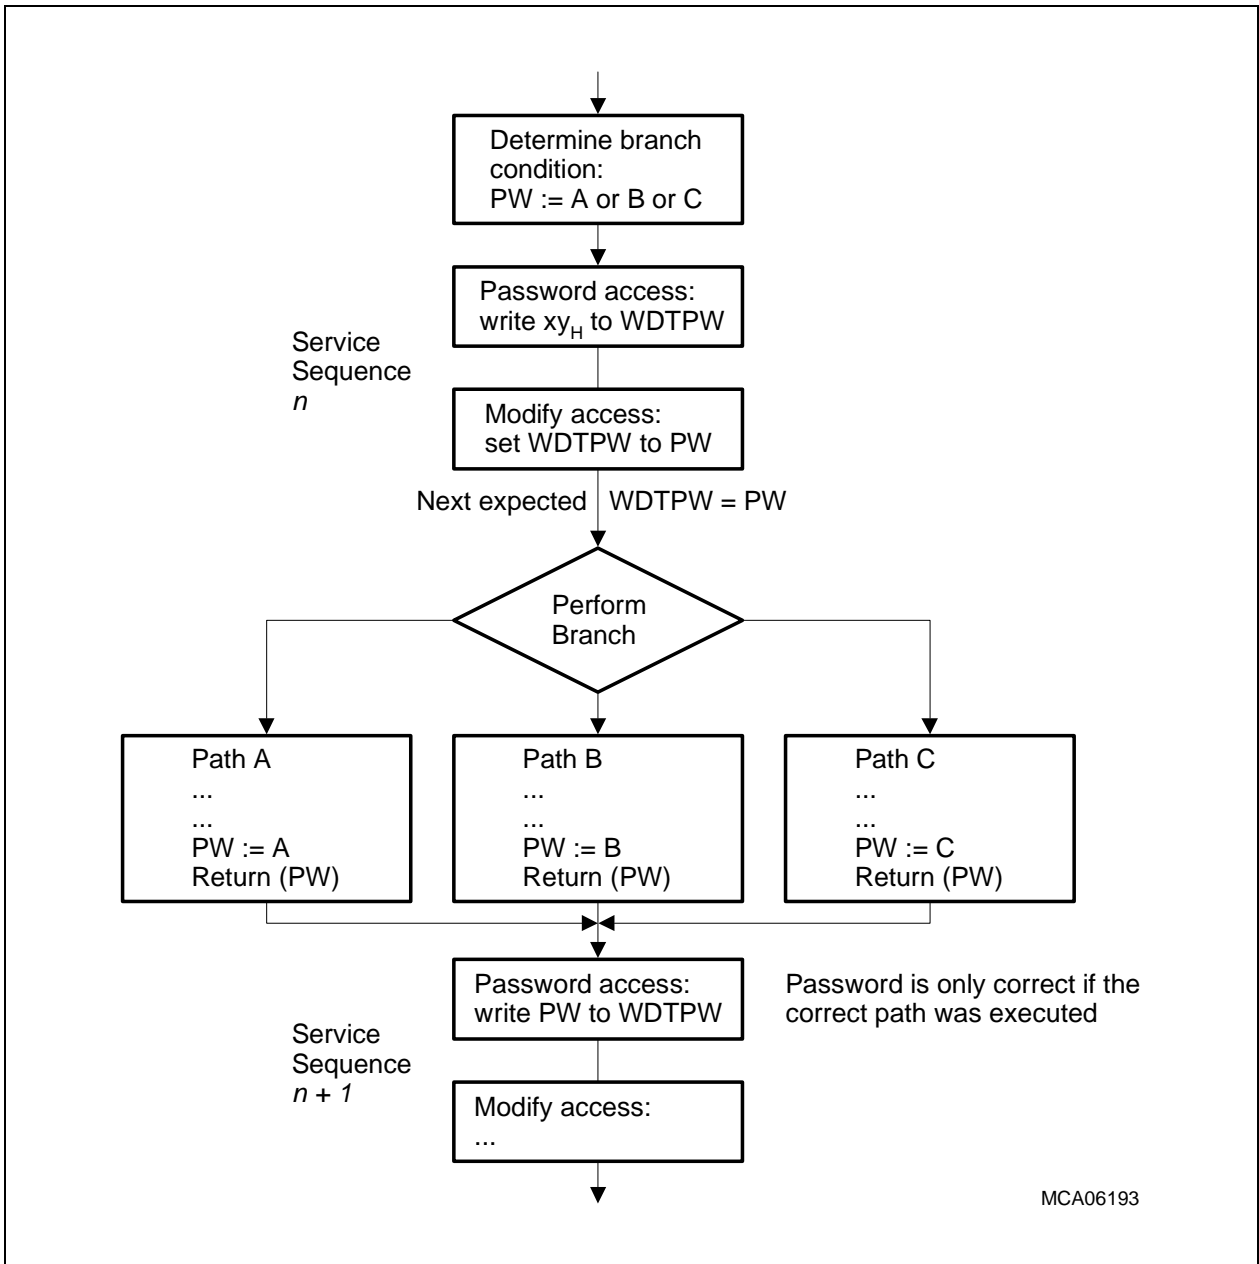 Determine branch
condition:
PW := A or B or C
Password access:
write xyH to WDTPW
Service
Sequence
n
Modify access:
set WDTPW to PW
Next expected WDTPW = PW
Perform
Branch
Path A
...
...
PW := A
Return (PW)
Path B
...
...
PW := B
Return (PW)
Path C
...
...
PW := C
Return (PW)
Password access:
write PW to WDTPW
Password is only correct if the
correct path was executed
Service
Sequence
n + 1
Modify access:
...
MCA06193